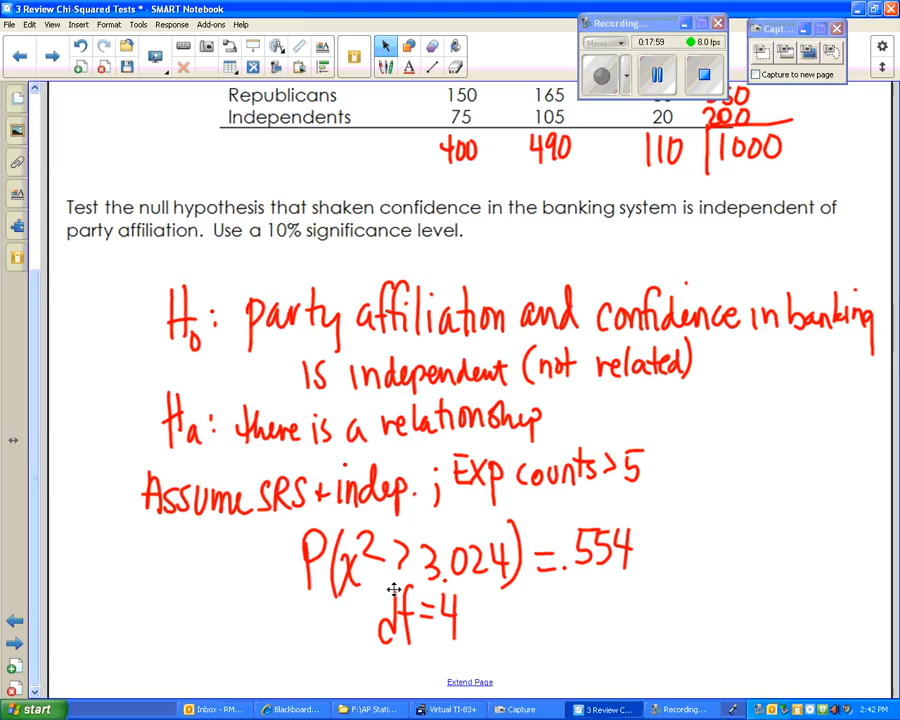 3 Review Chi-Squared Tests * - SMART Notebook
File Edit View Insert Format Tools Response Add-ons Help
Recording...
Menu
0:17:59
8.0 fps
Capt...
Capture to new page
Republicans 150 165
Independents 75 105 20 200
400 490 110 1000
Test the null hypothesis that shaken confidence in the banking system is independent of
party affiliation. Use a 10% significance level.
H0: party affiliation and confidence in banking
is independent (not related)
Ha: there is a relationship
Assume SRS + indep. ; Exp counts > 5
P(x² > 3.024) = .554
df = 4
Extend Page
start
Inbox - RM...
Blackboard...
F:\AP Stati...
Virtual TI-83+
Capture
3 Review C...
Recording...
2:42 PM